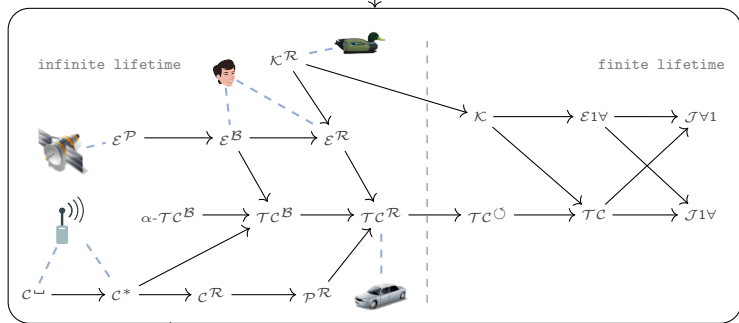 𝒦^ℛ
infinite lifetime finite lifetime
𝒦 ℰ1∀ 𝒥∀1
ℰ^𝒫 ℰ^ℬ ℰ^ℛ
α-𝒯𝒞^ℬ 𝒯𝒞^ℬ 𝒯𝒞^ℛ 𝒯𝒞^↺ 𝒯𝒞 𝒥1∀
𝒞^⌴ 𝒞^* 𝒞^ℛ 𝒫^ℛ